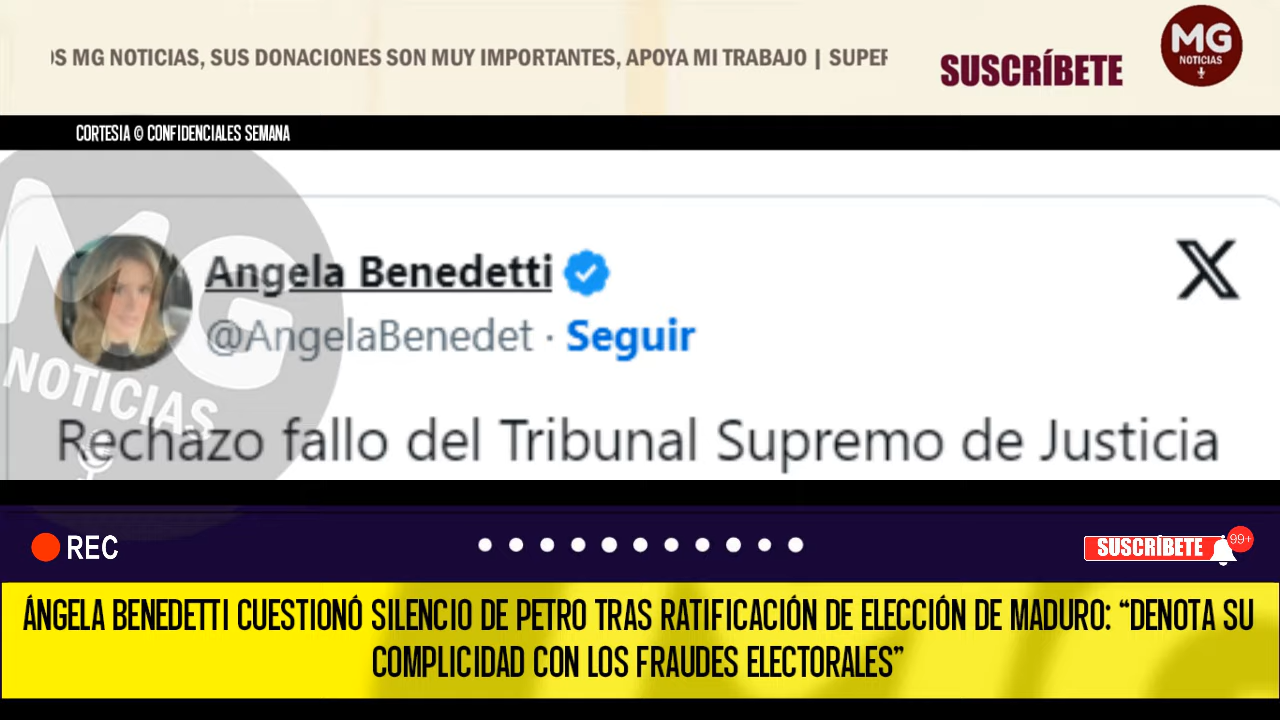 OS MG NOTICIAS, SUS DONACIONES SON MUY IMPORTANTES, APOYA MI TRABAJO | SUPER
SUSCRÍBETE
MG
NOTICIAS
CORTESIA © CONFIDENCIALES SEMANA
MG
NOTICIAS
Angela Benedetti
@AngelaBenedet · Seguir
Rechazo fallo del Tribunal Supremo de Justicia
REC
SUSCRÍBETE
99+
ÁNGELA BENEDETTI CUESTIONÓ SILENCIO DE PETRO TRAS RATIFICACIÓN DE ELECCIÓN DE MADURO: “DENOTA SU
COMPLICIDAD CON LOS FRAUDES ELECTORALES”